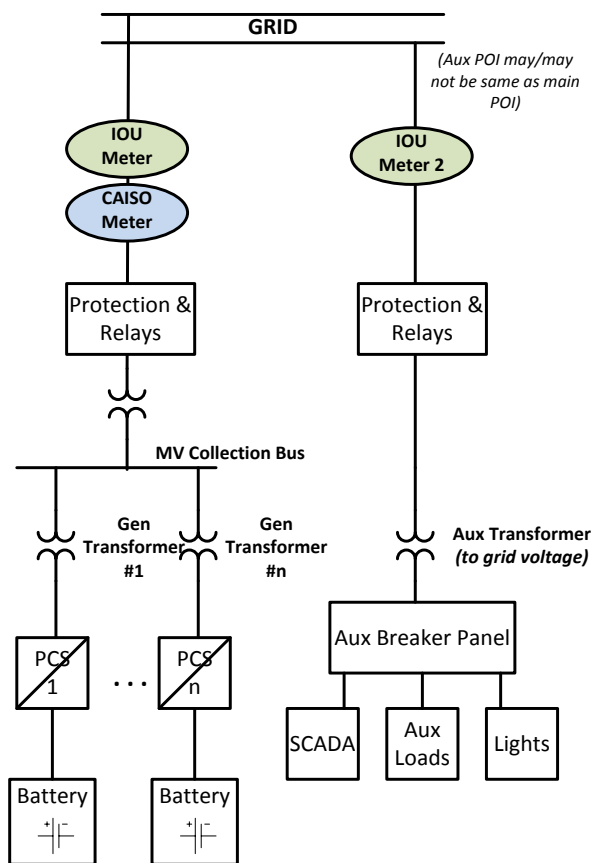 GRID
(Aux POI may/may
not be same as main
POI)
IOU
Meter
CAISO
Meter
IOU
Meter 2
Protection &
Relays
Protection &
Relays
MV Collection Bus
Gen
Transformer
#1
Gen
Transformer
#n
Aux Transformer
(to grid voltage)
PCS
1
. . .
PCS
n
Aux Breaker Panel
SCADA
Aux
Loads
Lights
Battery
+ −
Battery
+ −